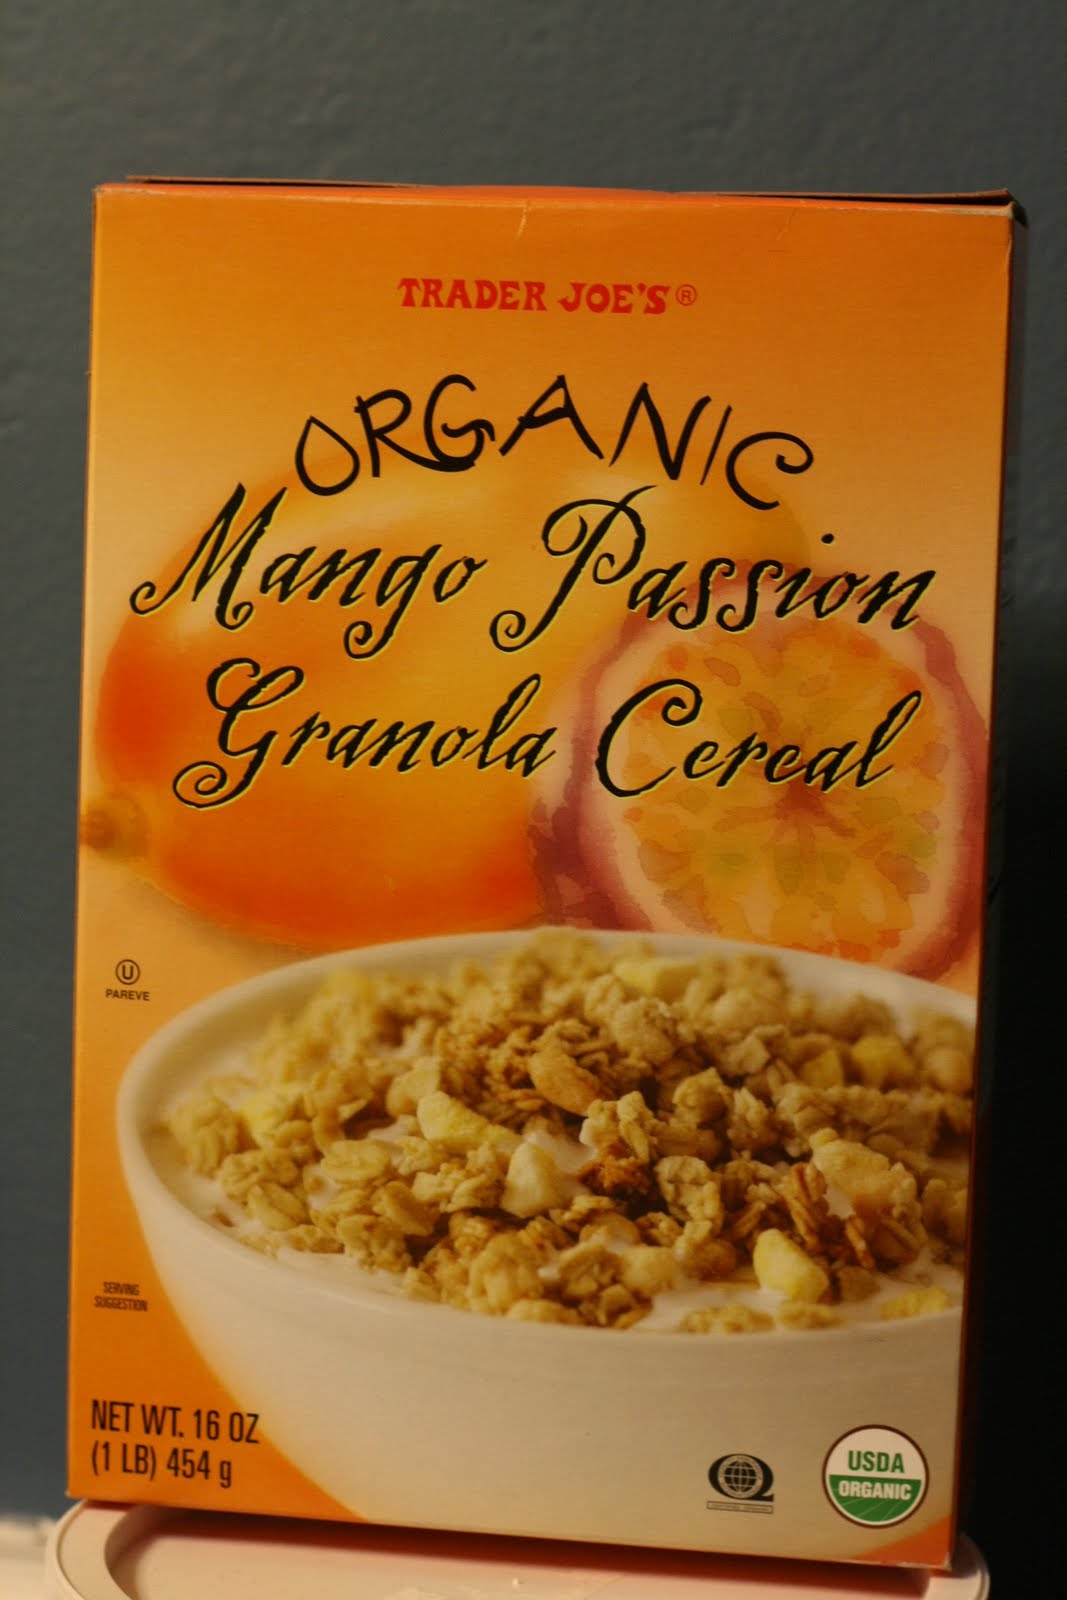 TRADER JOE'S®
ORGANIC
Mango Passion
Granola Cereal
U
PAREVE
SERVING
SUGGESTION
NET WT. 16 OZ
(1 LB) 454 g
Q
USDA
ORGANIC